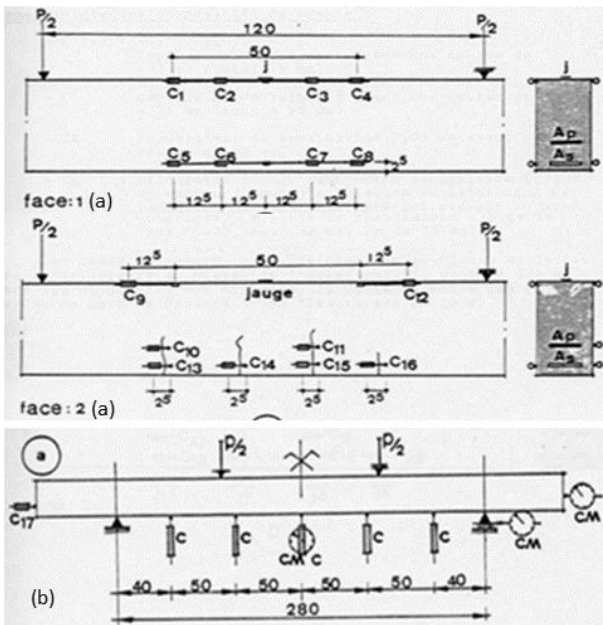 P/2 P/2
120
50
j j
C1 C2 C3 C4
Ap
As
C5 C6 C7 C8 2⁵
12⁵ 12⁵ 12⁵ 12⁵
face:1 (a)
P/2 P/2
12⁵ 50 12⁵
j
C9 jauge C12
C10 C11
Ap
As
C13 C14 C15 C16
25 25 25 25
face:2 (a)
a
P/2 P/2
C17
CM
C C CM C C C CM
(b)
40 50 50 50 50 40
280